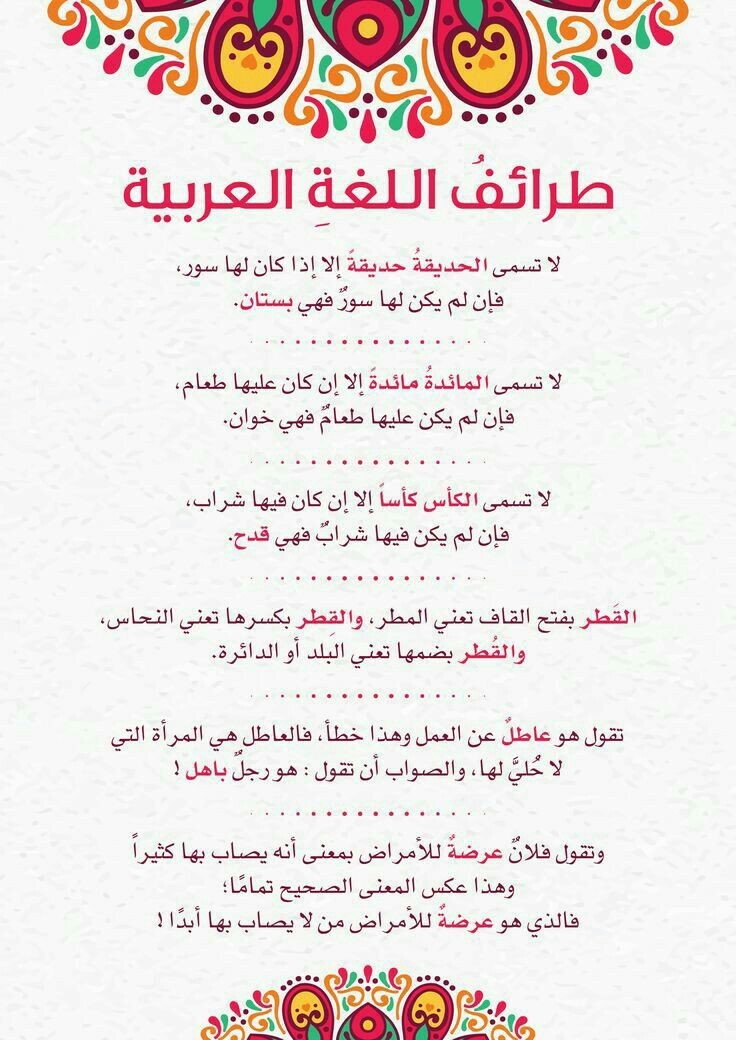 طرائفُ اللغةِ العربية
لا تسمى الحديقةُ حديقةً إلا إذا كان لها سور،
فإن لم يكن لها سورٌ فهي بستان.
لا تسمى المائدةُ مائدةً إلا إن كان عليها طعام،
فإن لم يكن عليها طعامٌ فهي خوان.
لا تسمى الكأس كأساً إلا إن كان فيها شراب،
فإن لم يكن فيها شرابٌ فهي قدح.
القَطر بفتح القاف تعني المطر، والقِطر بكسرها تعني النحاس،
والقُطر بضمها تعني البلد أو الدائرة.
تقول هو عاطلٌ عن العمل وهذا خطأ، فالعاطل هي المرأة التي
لا حُليَّ لها، والصواب أن تقول : هو رجلٌ باهل !
وتقول فلانٌ عرضةٌ للأمراض بمعنى أنه يصاب بها كثيراً
وهذا عكس المعنى الصحيح تمامًا؛
فالذي هو عرضةٌ للأمراض من لا يصاب بها أبدًا !